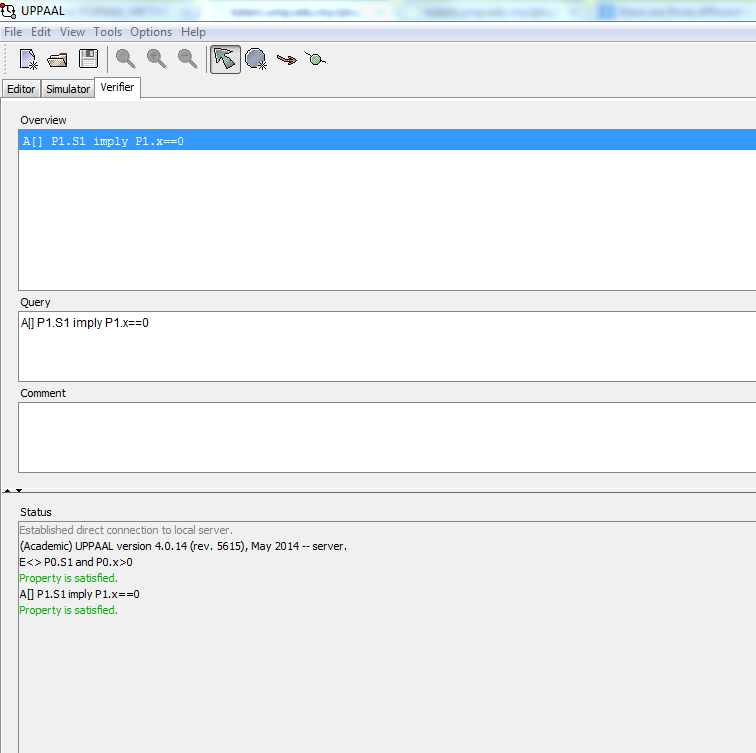 UPPAAL
File Edit View Tools Options Help
Editor Simulator Verifier
Overview
A[] P1.S1 imply P1.x==0
Query
A[] P1.S1 imply P1.x==0
Comment
Status
Established direct connection to local server.
(Academic) UPPAAL version 4.0.14 (rev. 5615), May 2014 -- server.
E<> P0.S1 and P0.x>0
Property is satisfied.
A[] P1.S1 imply P1.x==0
Property is satisfied.